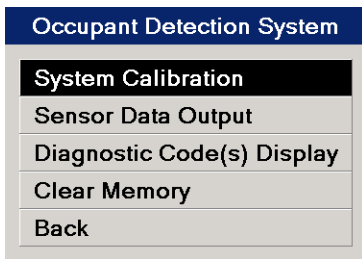 Occupant Detection System
System Calibration
Sensor Data Output
Diagnostic Code(s) Display
Clear Memory
Back